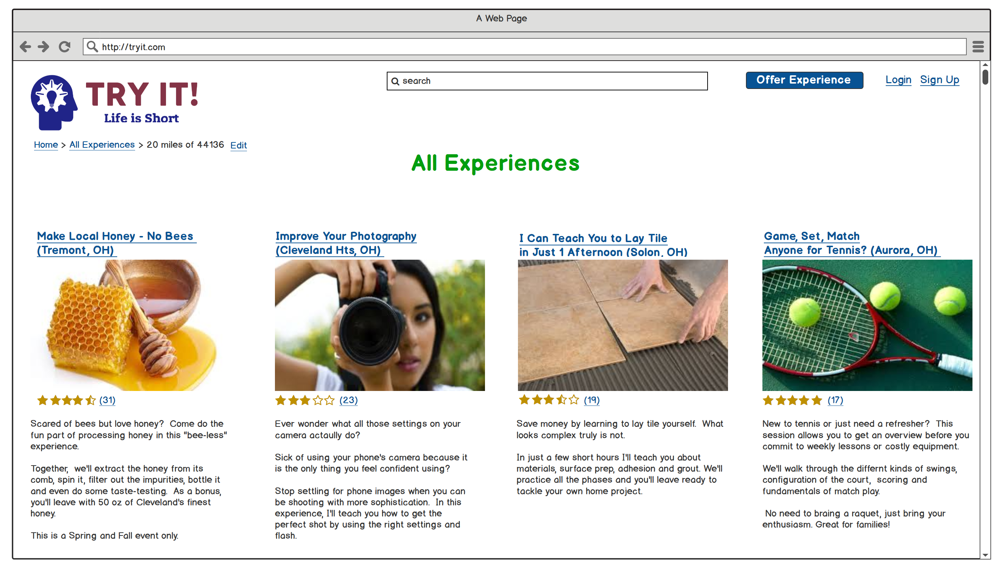 A Web Page
http://tryit.com
search
Offer Experience
Login Sign Up
TRY IT!
Life is Short
Home > All Experiences > 20 miles of 44136 Edit
All Experiences
Make Local Honey - No Bees
(Tremont, OH)
Improve Your Photography
(Cleveland Hts, OH)
I Can Teach You to Lay Tile
in Just 1 Afternoon (Solon, OH)
Game, Set, Match
Anyone for Tennis? (Aurora, OH)
(31)
(23)
(19)
(17)
Scared of bees but love honey? Come do the
fun part of processing honey in this "bee-less"
experience.
Together, we'll extract the honey from its
comb, spin it, filter out the impurities, bottle it
and even do some taste-testing. As a bonus,
you'll leave with 50 oz of Cleveland's finest
honey.
This is a Spring and Fall event only.
Ever wonder what all those settings on your
camera actaully do?
Sick of using your phone's camera because it
is the only thing you feel confident using?
Stop settling for phone images when you can
be shooting with more sophistication. In this
experience, I'll teach you how to get the
perfect shot by using the right settings and
flash.
Save money by learning to lay tile yourself. What
looks complex truly is not.
In just a few short hours I'll teach you about
materials, surface prep, adhesion and grout. We'll
practice all the phases and you'll leave ready to
tackle your own home project.
New to tennis or just need a refresher? This
session allows you to get an overview before you
commit to weekly lessons or costly equipment.
We'll walk through the differnt kinds of swings,
configuration of the court, scoring and
fundamentals of match play.
No need to braing a raquet, just bring your
enthusiasm. Great for families!